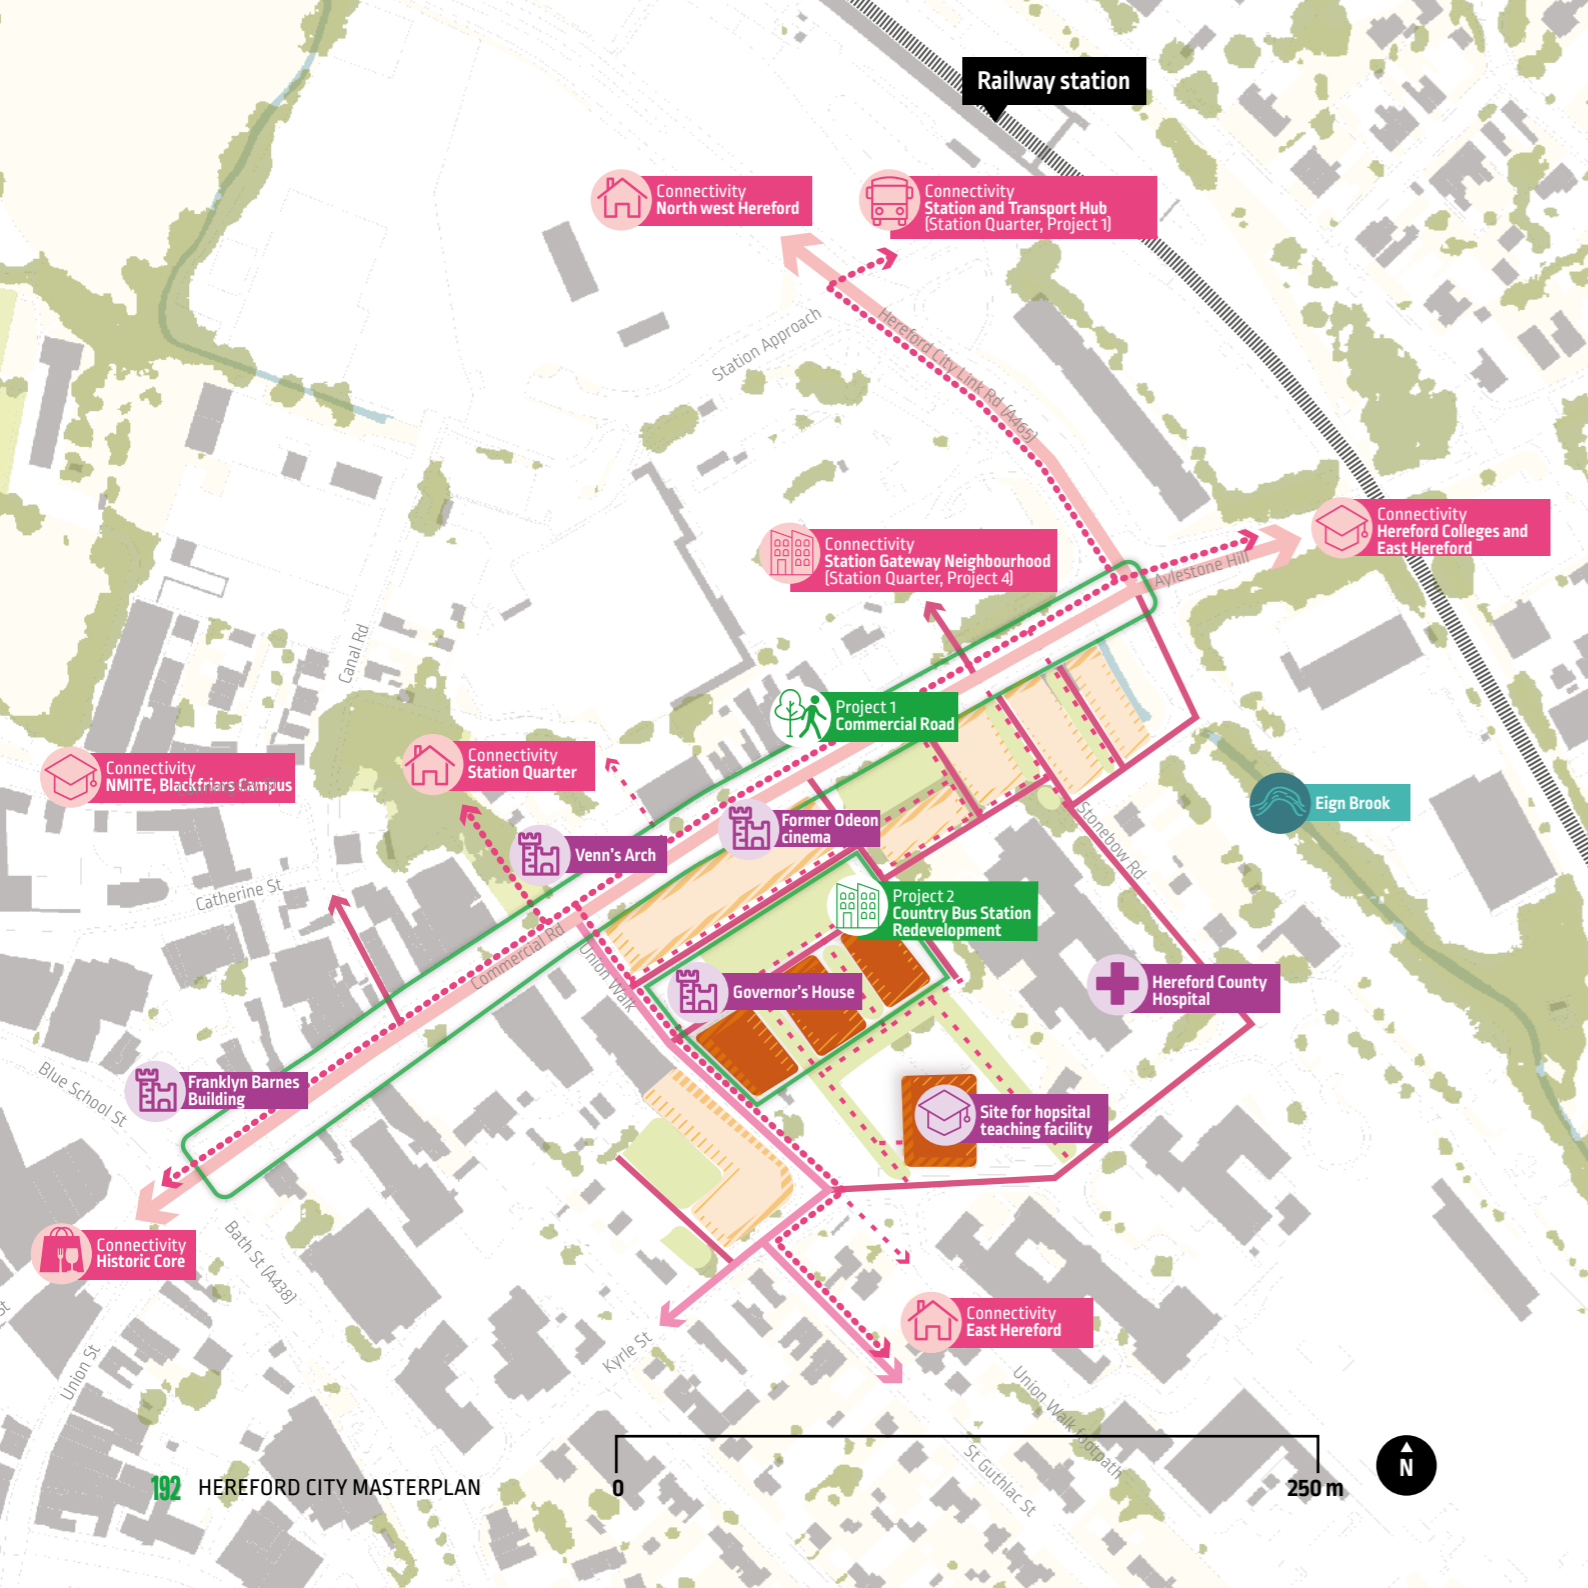 Railway station
Connectivity
North west Hereford
Connectivity
Station and Transport Hub
(Station Quarter, Project 1)
Station Approach
Hereford City Link Rd (A465)
Connectivity
Hereford Colleges and
East Hereford
Connectivity
Station Gateway Neighbourhood
(Station Quarter, Project 4)
Aylestone Hill
Canal Rd
Project 1
Commercial Road
Connectivity
Station Quarter
Connectivity
NMITE, Blackfriars Campus
Eign Brook
Former Odeon
cinema
Venn's Arch
Stonebow Rd
Catherine St
Project 2
Country Bus Station
Redevelopment
Commercial Rd
Union Walk
Governor's House
Hereford County
Hospital
Blue School St
Franklyn Barnes
Building
Site for hopsital
teaching facility
Connectivity
Historic Core
Bath St (A438)
St
Connectivity
East Hereford
Kyrle St
Union St
Union Walk footpath
St Guthlac St
192 HEREFORD CITY MASTERPLAN
0
250 m
N